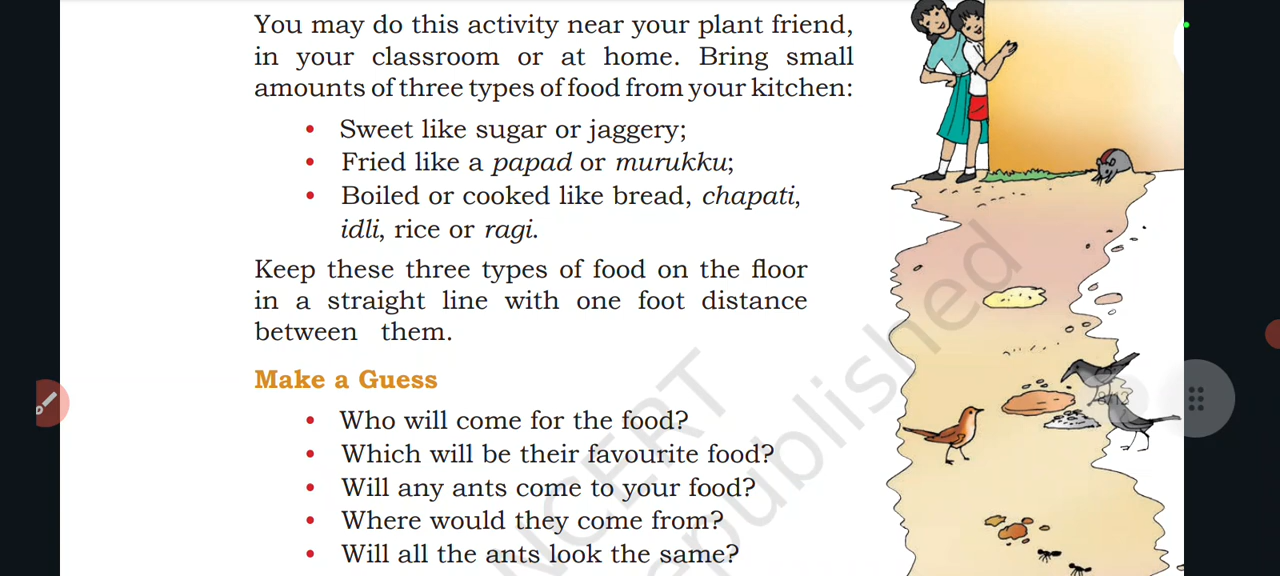 You may do this activity near your plant friend,
in your classroom or at home. Bring small
amounts of three types of food from your kitchen:
• Sweet like sugar or jaggery;
• Fried like a papad or murukku;
• Boiled or cooked like bread, chapati,
idli, rice or ragi.
Keep these three types of food on the floor
in a straight line with one foot distance
between them.
Make a Guess
• Who will come for the food?
• Which will be their favourite food?
• Will any ants come to your food?
• Where would they come from?
• Will all the ants look the same?
NCERT
republished